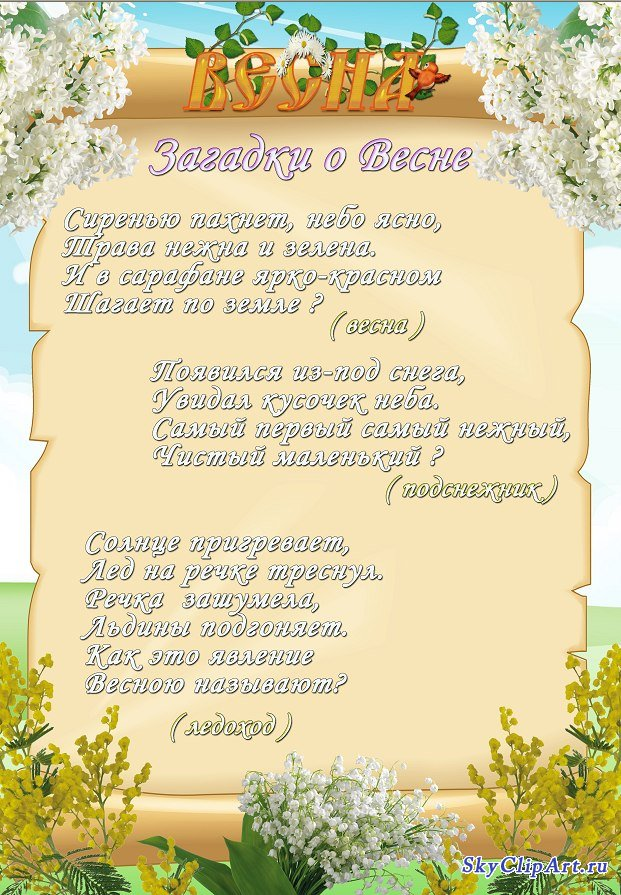 ВЕСНА
Загадки о Весне
Сиренью пахнет, небо ясно,
Трава нежна и зелена.
И в сарафане ярко-красном
Шагает по земле ?
( весна )
Появился из-под снега,
Увидал кусочек неба.
Самый первый самый нежный,
Чистый маленький ?
( подснежник )
Солнце пригревает,
Лед на речке треснул.
Речка зашумела,
Льдины подгоняет.
Как это явление
Весною называют?
( ледоход )
SkyClipArt.ru